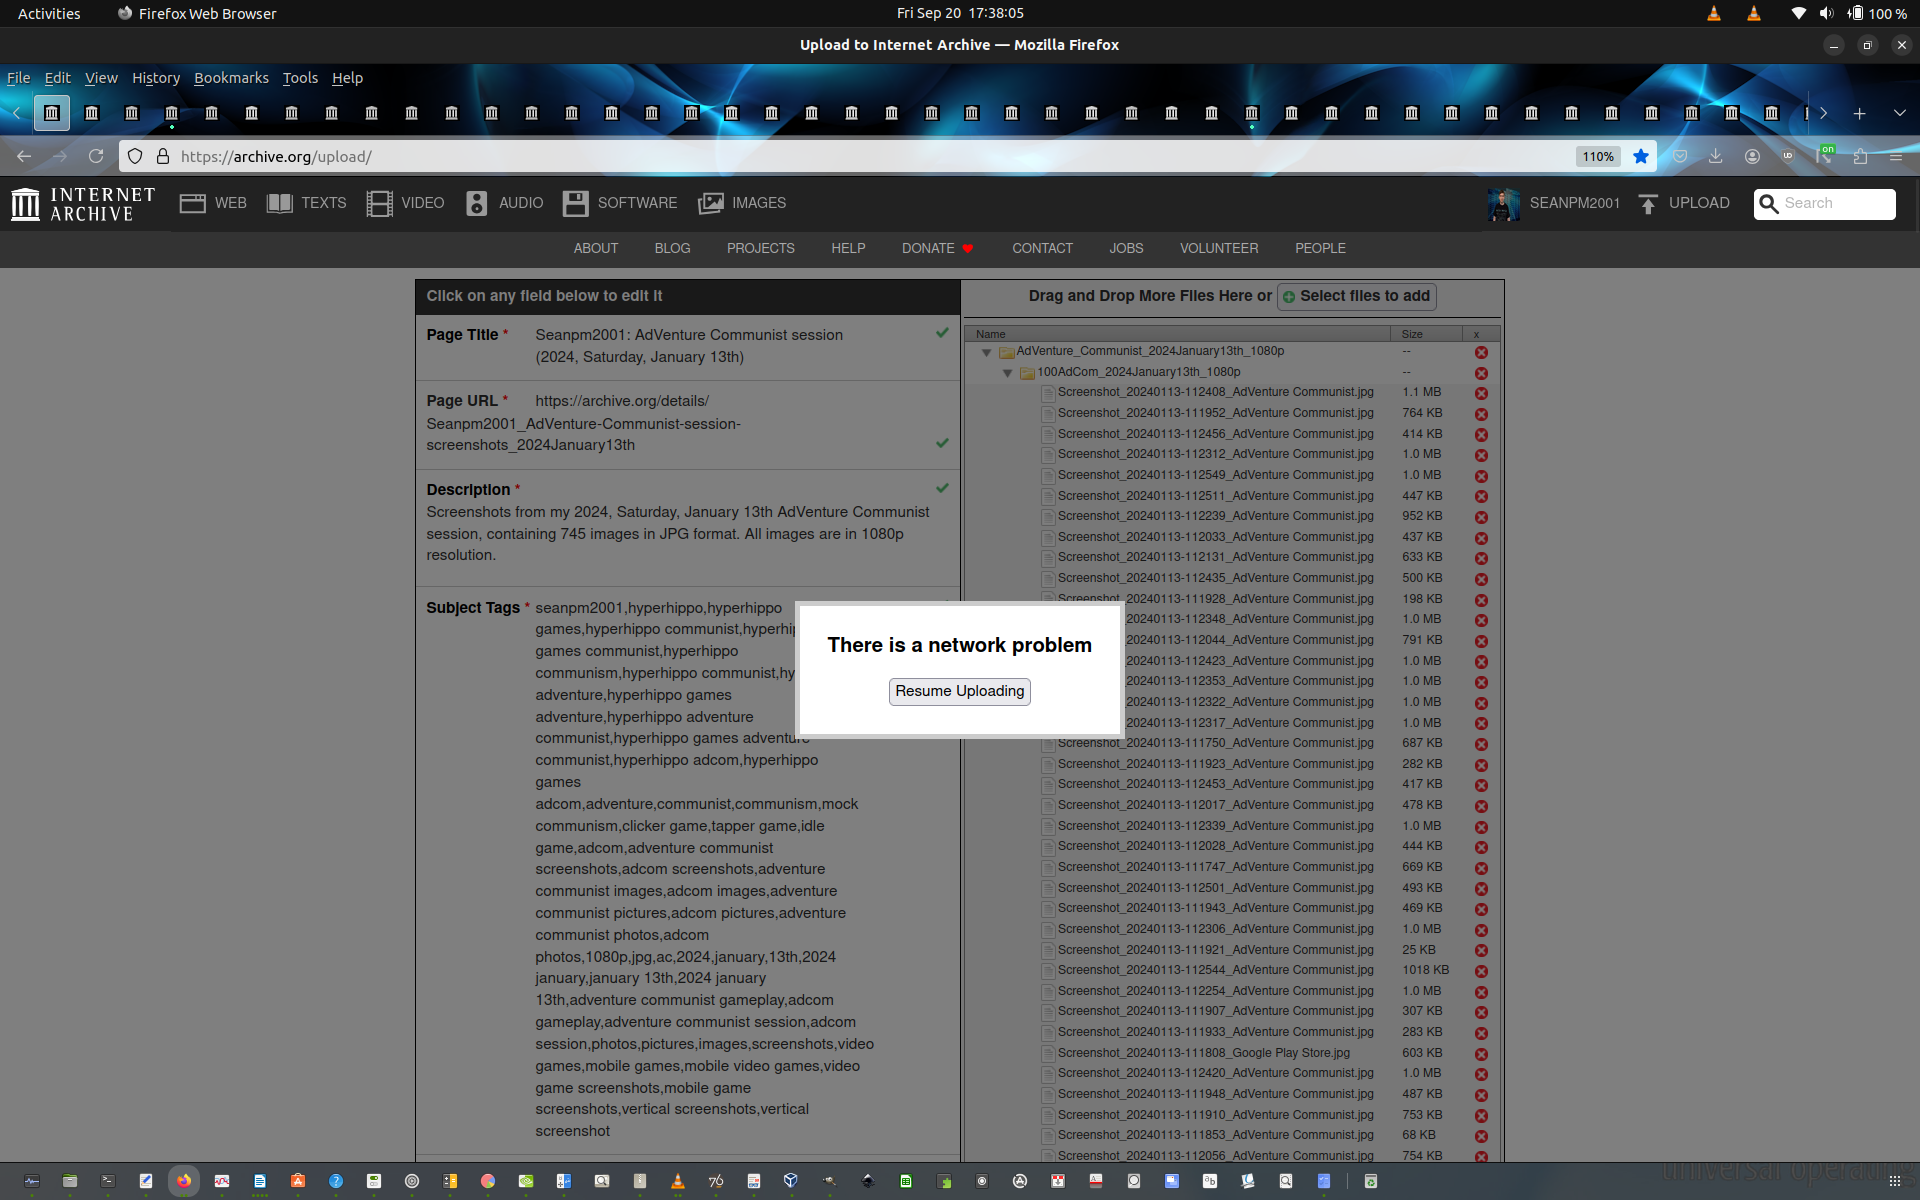 Activities
Firefox Web Browser
Fri Sep 20 17:38:05
100 %
Upload to Internet Archive — Mozilla Firefox
File Edit View History Bookmarks Tools Help
https://archive.org/upload/
110%
on
INTERNET ARCHIVE
WEB TEXTS VIDEO AUDIO SOFTWARE IMAGES
SEANPM2001 UPLOAD Search
ABOUT BLOG PROJECTS HELP DONATE CONTACT JOBS VOLUNTEER PEOPLE
Click on any field below to edit it
Page Title * Seanpm2001: AdVenture Communist session
(2024, Saturday, January 13th)
Page URL * https://archive.org/details/
Seanpm2001_AdVenture-Communist-session-
screenshots_2024January13th
Description *
Screenshots from my 2024, Saturday, January 13th AdVenture Communist
session, containing 745 images in JPG format. All images are in 1080p
resolution.
Subject Tags * seanpm2001,hyperhippo,hyperhippo
games,hyperhippo communist,hyperhip
games communist,hyperhippo
communism,hyperhippo communist,hy
adventure,hyperhippo games
adventure,hyperhippo adventure
communist,hyperhippo games adventure
communist,hyperhippo adcom,hyperhippo
games
adcom,adventure,communist,communism,mock
communism,clicker game,tapper game,idle
game,adcom,adventure communist
screenshots,adcom screenshots,adventure
communist images,adcom images,adventure
communist pictures,adcom pictures,adventure
communist photos,adcom
photos,1080p,jpg,ac,2024,january,13th,2024
january,january 13th,2024 january
13th,adventure communist gameplay,adcom
gameplay,adventure communist session,adcom
session,photos,pictures,images,screenshots,video
games,mobile games,mobile video games,video
game screenshots,mobile game
screenshots,vertical screenshots,vertical
screenshot
There is a network problem
Resume Uploading
Drag and Drop More Files Here or Select files to add
Name Size x
AdVenture_Communist_2024January13th_1080p --
100AdCom_2024January13th_1080p --
Screenshot_20240113-112408_AdVenture Communist.jpg 1.1 MB
Screenshot_20240113-111952_AdVenture Communist.jpg 764 KB
Screenshot_20240113-112456_AdVenture Communist.jpg 414 KB
Screenshot_20240113-112312_AdVenture Communist.jpg 1.0 MB
Screenshot_20240113-112549_AdVenture Communist.jpg 1.0 MB
Screenshot_20240113-112511_AdVenture Communist.jpg 447 KB
Screenshot_20240113-112239_AdVenture Communist.jpg 952 KB
Screenshot_20240113-112033_AdVenture Communist.jpg 437 KB
Screenshot_20240113-112131_AdVenture Communist.jpg 633 KB
Screenshot_20240113-112435_AdVenture Communist.jpg 500 KB
Screenshot_20240113-111928_AdVenture Communist.jpg 198 KB
112348_AdVenture Communist.jpg 1.0 MB
112044_AdVenture Communist.jpg 791 KB
112423_AdVenture Communist.jpg 1.0 MB
112353_AdVenture Communist.jpg 1.0 MB
112322_AdVenture Communist.jpg 1.0 MB
112317_AdVenture Communist.jpg 1.0 MB
Screenshot_20240113-111750_AdVenture Communist.jpg 687 KB
Screenshot_20240113-111923_AdVenture Communist.jpg 282 KB
Screenshot_20240113-112453_AdVenture Communist.jpg 417 KB
Screenshot_20240113-112017_AdVenture Communist.jpg 478 KB
Screenshot_20240113-112339_AdVenture Communist.jpg 1.0 MB
Screenshot_20240113-112028_AdVenture Communist.jpg 444 KB
Screenshot_20240113-111747_AdVenture Communist.jpg 669 KB
Screenshot_20240113-112501_AdVenture Communist.jpg 493 KB
Screenshot_20240113-111943_AdVenture Communist.jpg 469 KB
Screenshot_20240113-112306_AdVenture Communist.jpg 1.0 MB
Screenshot_20240113-111921_AdVenture Communist.jpg 25 KB
Screenshot_20240113-112544_AdVenture Communist.jpg 1018 KB
Screenshot_20240113-112254_AdVenture Communist.jpg 1.0 MB
Screenshot_20240113-111907_AdVenture Communist.jpg 307 KB
Screenshot_20240113-111933_AdVenture Communist.jpg 283 KB
Screenshot_20240113-111808_Google Play Store.jpg 603 KB
Screenshot_20240113-112420_AdVenture Communist.jpg 1.0 MB
Screenshot_20240113-111948_AdVenture Communist.jpg 487 KB
Screenshot_20240113-111910_AdVenture Communist.jpg 753 KB
Screenshot_20240113-111853_AdVenture Communist.jpg 68 KB
Screenshot_20240113-112056_AdVenture Communist.jpg 754 KB
universal operating